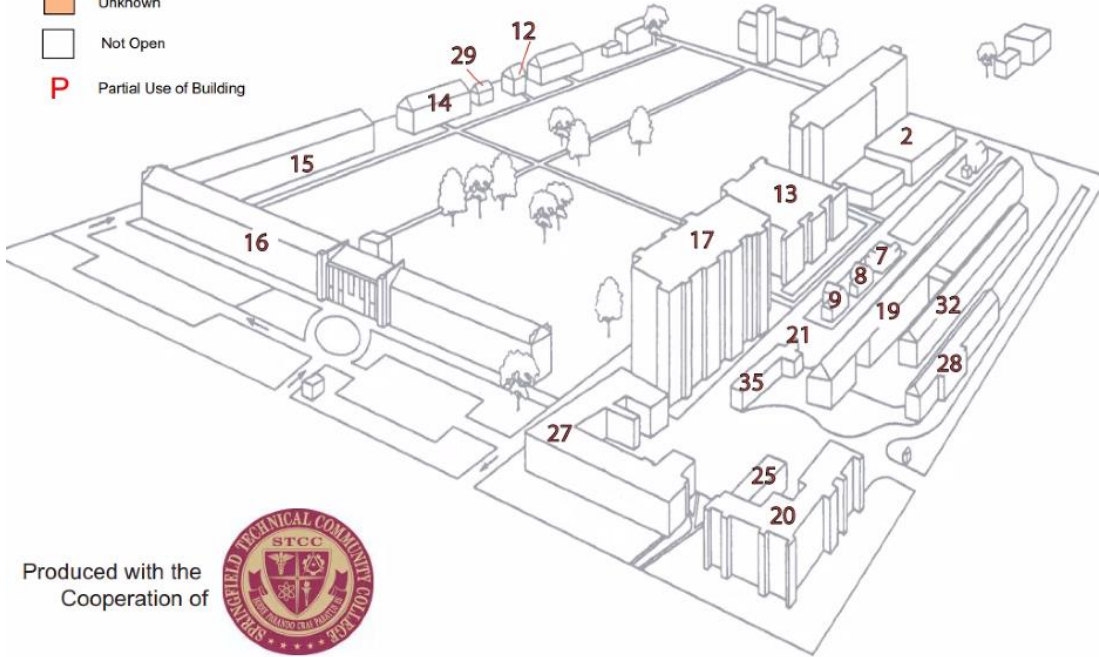 Unknown
Not Open
P Partial Use of Building
12
29
14
2
15
13
16
17
7
8
9
19
32
21
28
35
27
25
20
Produced with the
Cooperation of
SPRINGFIELD TECHNICAL COMMUNITY COLLEGE
STCC